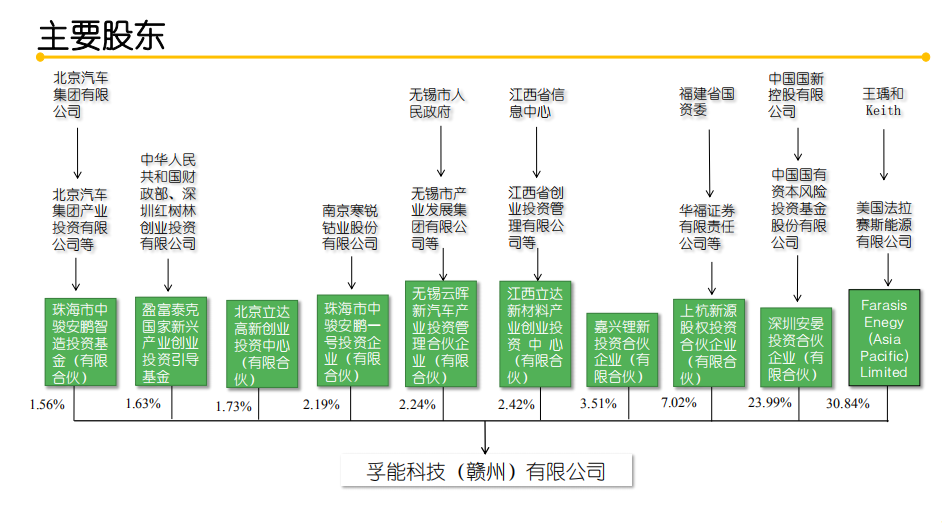 主要股东
北京汽车
集团有限
公司
北京汽车
集团产业
投资有限
公司等
珠海市中
骏安鹏智
造投资基
金（有限
合伙）
1.56%
中华人民
共和国财
政部、深
圳红树林
创业投资
有限公司
盈富泰克
国家新兴
产业创业
投资引导
基金
1.63%
北京立达
高新创业
投资中心
（有限合
伙）
1.73%
南京寒锐
钴业股份
有限公司
珠海市中
骏安鹏一
号投资企
业（有限
合伙）
2.19%
无锡市人
民政府
无锡市产
业发展集
团有限公
司等
无锡云晖
新汽车产
业投资管
理合伙企
业（有限
合伙）
2.24%
江西省信
息中心
江西省创
业投资管
理有限公
司等
江西立达
新材料产
业创业投
资中心
（有限合
伙）
2.42%
嘉兴锂新
投资合伙
企业（有
限合伙）
3.51%
福建省国
资委
华福证券
有限责任
公司等
上杭新源
股权投资
合伙企业
（有限合
伙）
7.02%
中国国新
控股有限
公司
中国国有
资本风险
投资基金
股份有限
公司
深圳安晏
投资合伙
企业（有
限合伙）
23.99%
王瑀和
Keith
美国法拉
赛斯能源
有限公司
Farasis
Enegy
(Asia
Pacific)
Limited
30.84%
孚能科技（赣州）有限公司